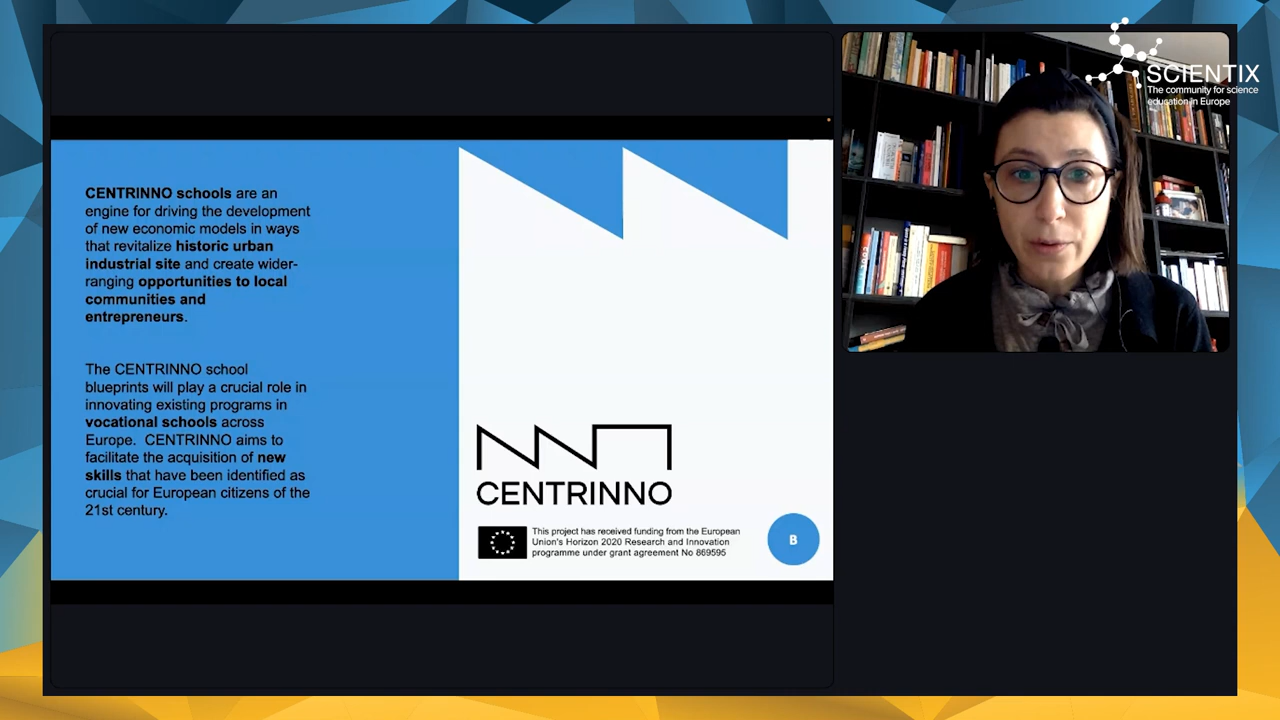 CENTRINNO schools are an
engine for driving the development
of new economic models in ways
that revitalize historic urban
industrial site and create wider-
ranging opportunities to local
communities and
entrepreneurs.
The CENTRINNO school
blueprints will play a crucial role in
innovating existing programs in
vocational schools across
Europe. CENTRINNO aims to
facilitate the acquisition of new
skills that have been identified as
crucial for European citizens of the
21st century.
CENTRINNO
This project has received funding from the European
Union's Horizon 2020 Research and Innovation
programme under grant agreement No 869595
B
SCIENTIX
The community for science
education in Europe